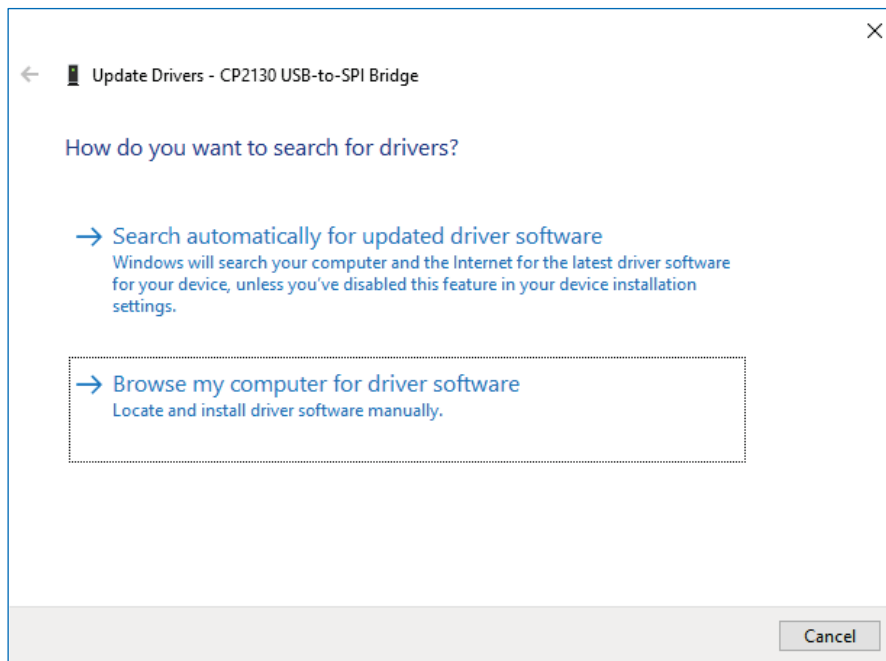 Update Drivers - CP2130 USB-to-SPI Bridge
How do you want to search for drivers?
Search automatically for updated driver software
Windows will search your computer and the Internet for the latest driver software
for your device, unless you've disabled this feature in your device installation
settings.
Browse my computer for driver software
Locate and install driver software manually.
Cancel